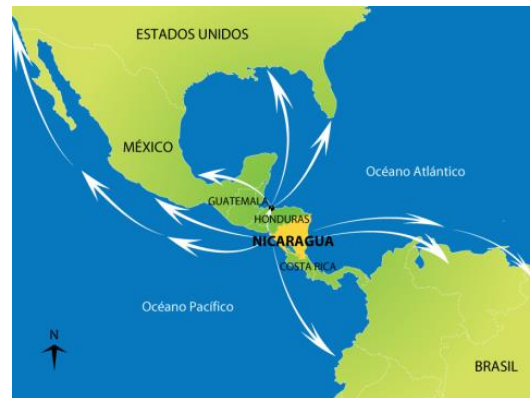 ESTADOS UNIDOS
MÉXICO
Océano Atlántico
GUATEMALA
HONDURAS
NICARAGUA
COSTA RICA
Océano Pacífico
N
BRASIL